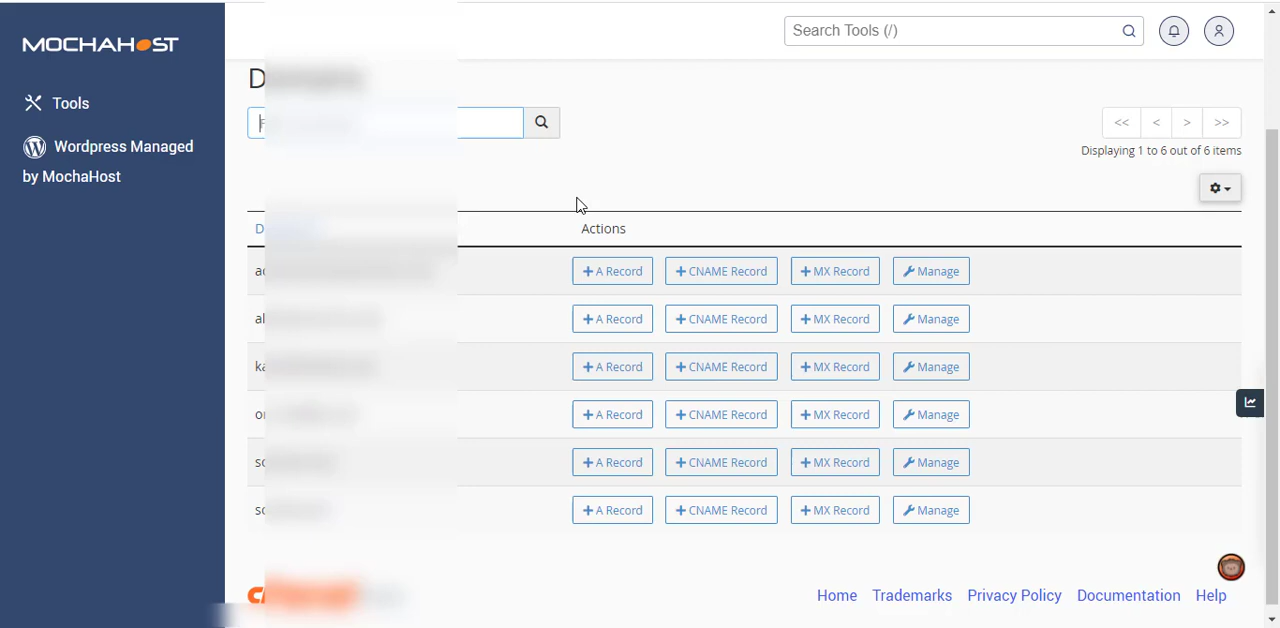 MOCHAHOST
Search Tools (/)
Tools
Wordpress Managed
by MochaHost
<< < > >>
Displaying 1 to 6 out of 6 items
Actions
A Record CNAME Record MX Record Manage
A Record CNAME Record MX Record Manage
A Record CNAME Record MX Record Manage
A Record CNAME Record MX Record Manage
A Record CNAME Record MX Record Manage
A Record CNAME Record MX Record Manage
Home Trademarks Privacy Policy Documentation Help